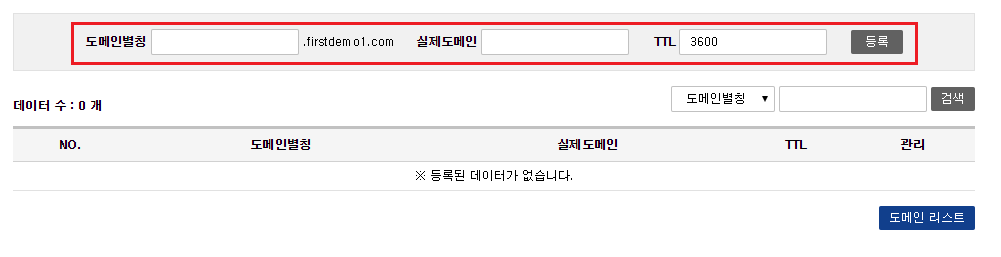 도메인별칭 .firstdemo1.com 실제도메인 TTL 3600 등록
데이터 수 : 0 개 도메인별칭 ▼ 검색
NO. 도메인별칭 실제도메인 TTL 관리
※ 등록된 데이터가 없습니다.
도메인 리스트